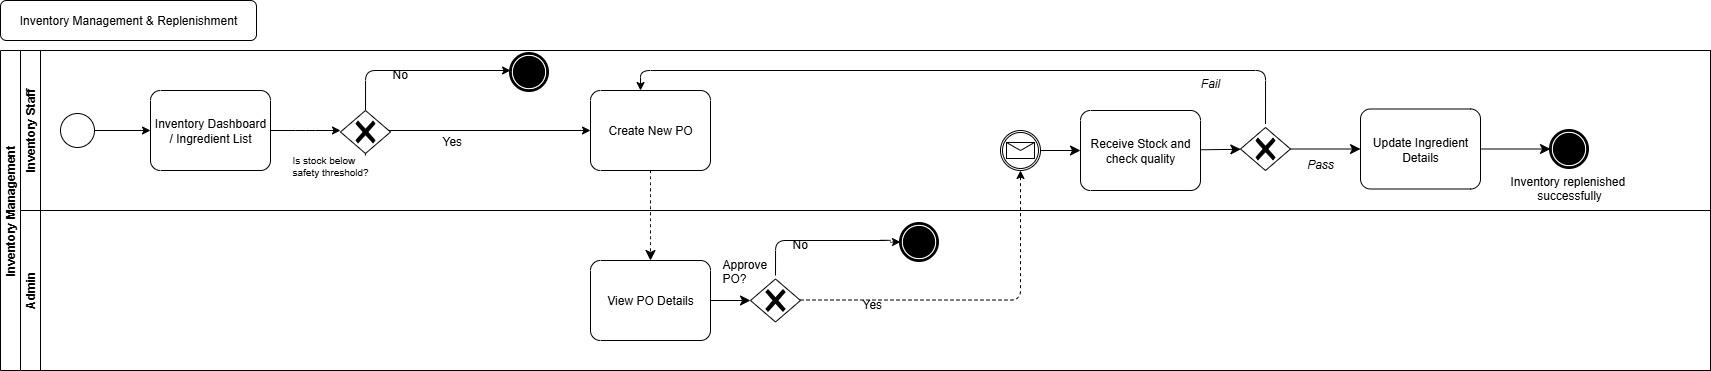 Inventory Management & Replenishment
Inventory Management
Inventory Staff
Inventory Dashboard
/ Ingredient List
Is stock below
safety threshold?
No
Yes
Create New PO
Receive Stock and
check quality
Fail
Pass
Update Ingredient
Details
Inventory replenished
successfully
Admin
View PO Details
Approve
PO?
No
Yes